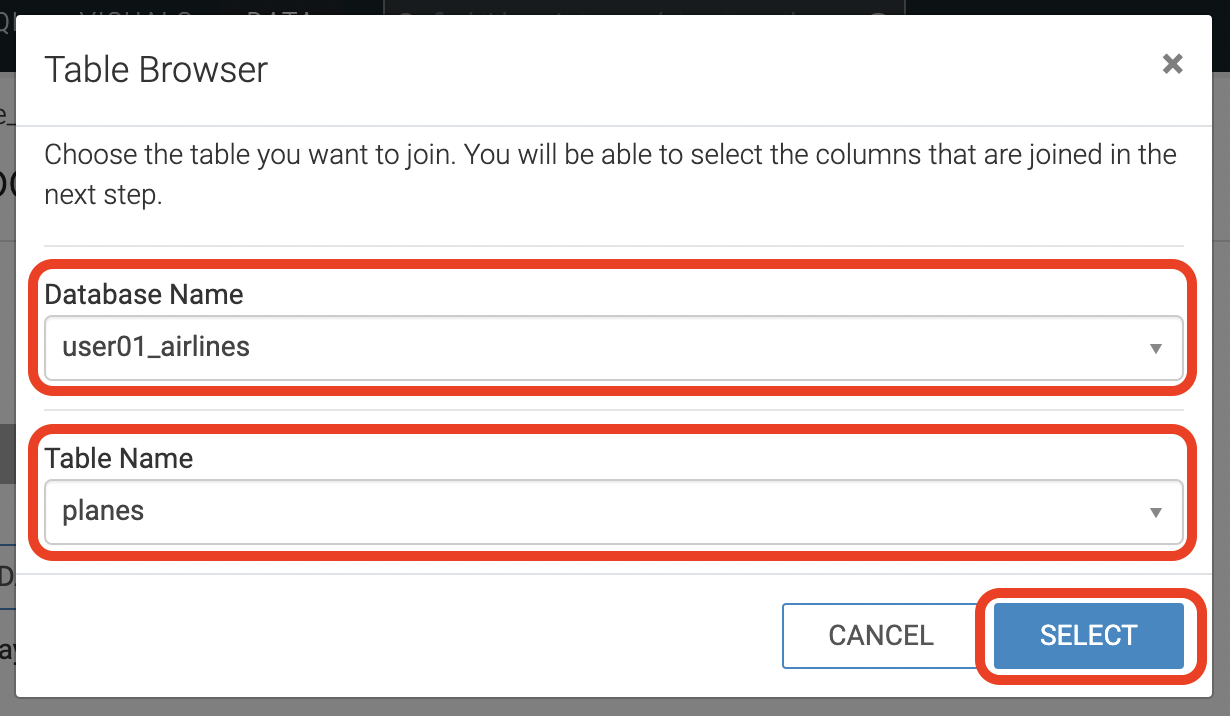 Table Browser
Choose the table you want to join. You will be able to select the columns that are joined in the
next step.
Database Name
user01_airlines
Table Name
planes
CANCEL
SELECT